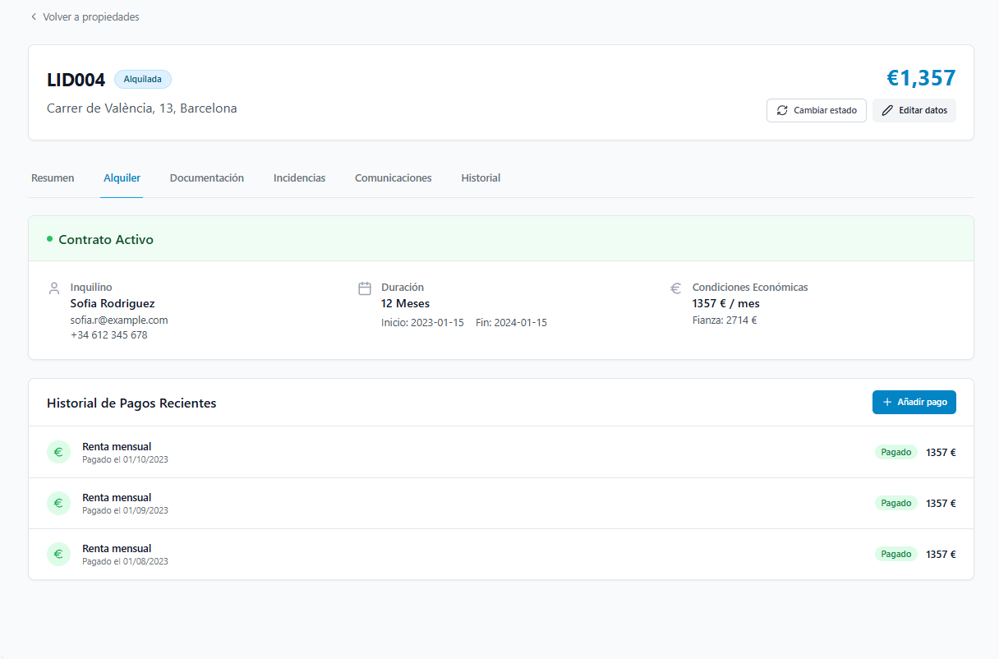 Volver a propiedades
LID004 Alquilada
€1,357
Carrer de València, 13, Barcelona
Cambiar estado Editar datos
Resumen Alquiler Documentación Incidencias Comunicaciones Historial
Contrato Activo
Inquilino
Sofia Rodriguez
sofia.r@example.com
+34 612 345 678
Duración
12 Meses
Inicio: 2023-01-15 Fin: 2024-01-15
Condiciones Económicas
1357 € / mes
Fianza: 2714 €
Historial de Pagos Recientes
Añadir pago
€ Renta mensual
Pagado el 01/10/2023
Pagado 1357 €
€ Renta mensual
Pagado el 01/09/2023
Pagado 1357 €
€ Renta mensual
Pagado el 01/08/2023
Pagado 1357 €